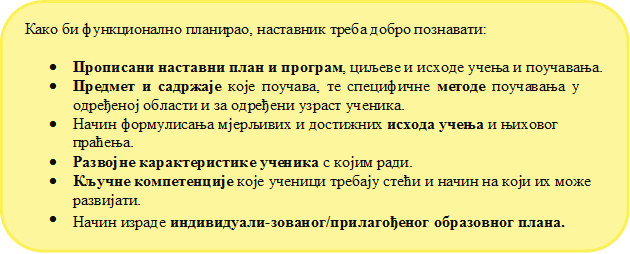 Како би функционално планирао, наставник треба добро познавати:
• Прописани наставни план и програм, циљеве и исходе учења и поучавања.
• Предмет и садржаје које поучава, те специфичне методе поучавања у
одређеној области и за одређени узраст ученика.
• Начин формулисања мјерљивих и достижних исхода учења и њиховог
праћења.
• Развојне карактеристике ученика с којим ради.
• Кључне компетенције које ученици требају стећи и начин на који их може
развијати.
• Начин израде индивидуали-зованог/прилагођеног образовног плана.